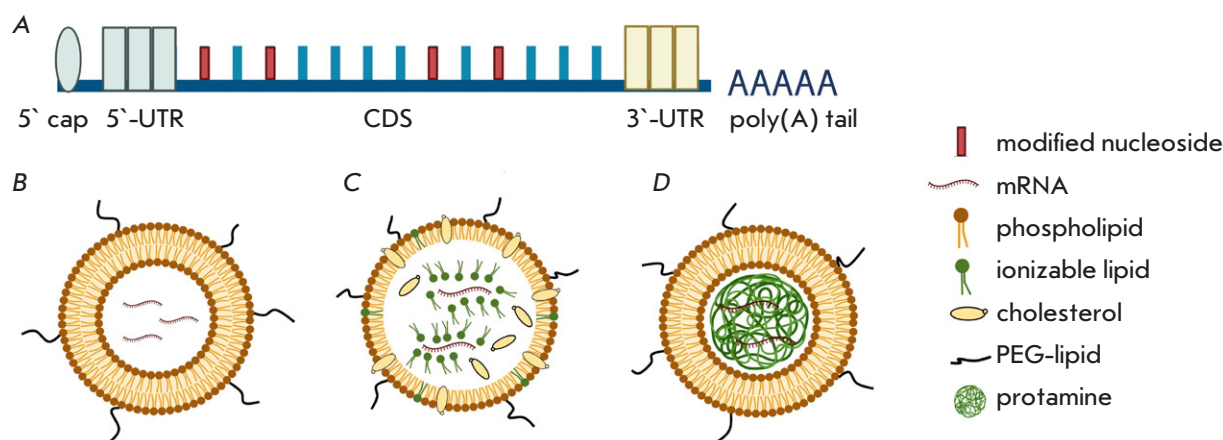 A
AAAAA
5` cap 5`-UTR CDS 3`-UTR poly(A) tail
B C D
modified nucleoside
mRNA
phospholipid
ionizable lipid
cholesterol
PEG-lipid
protamine